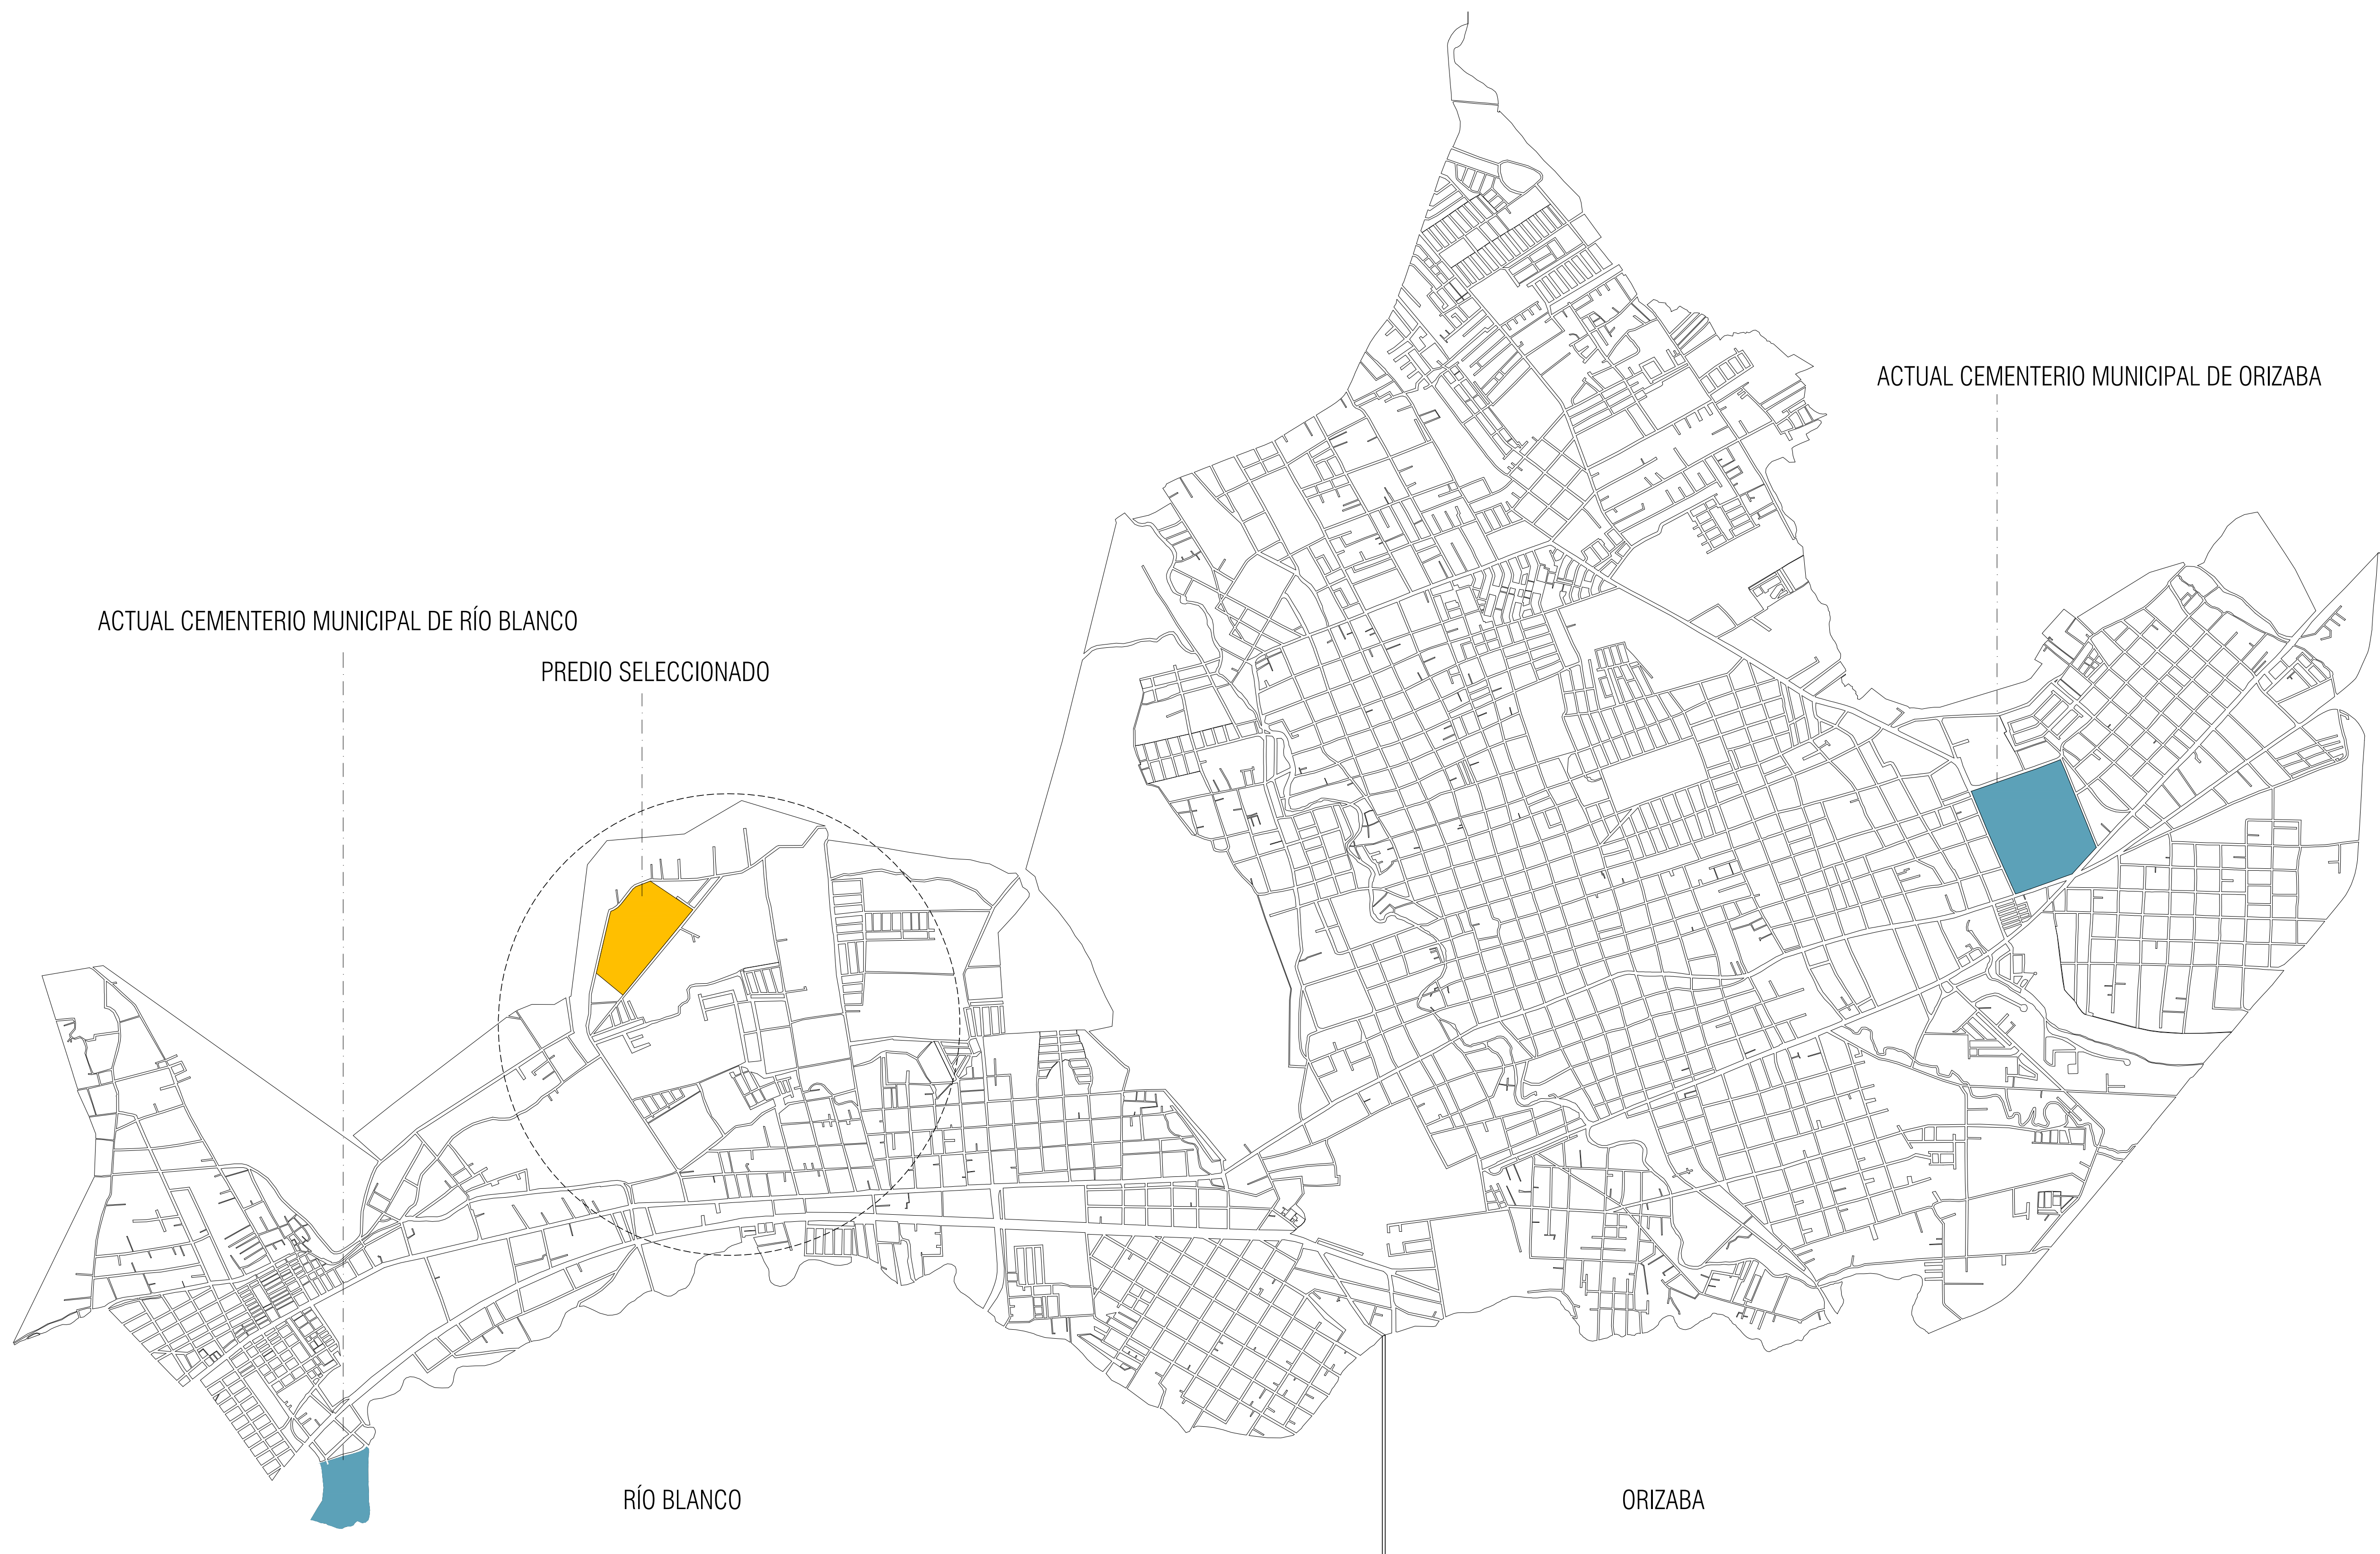 ACTUAL CEMENTERIO MUNICIPAL DE ORIZABA
ACTUAL CEMENTERIO MUNICIPAL DE RÍO BLANCO
PREDIO SELECCIONADO
RÍO BLANCO
ORIZABA